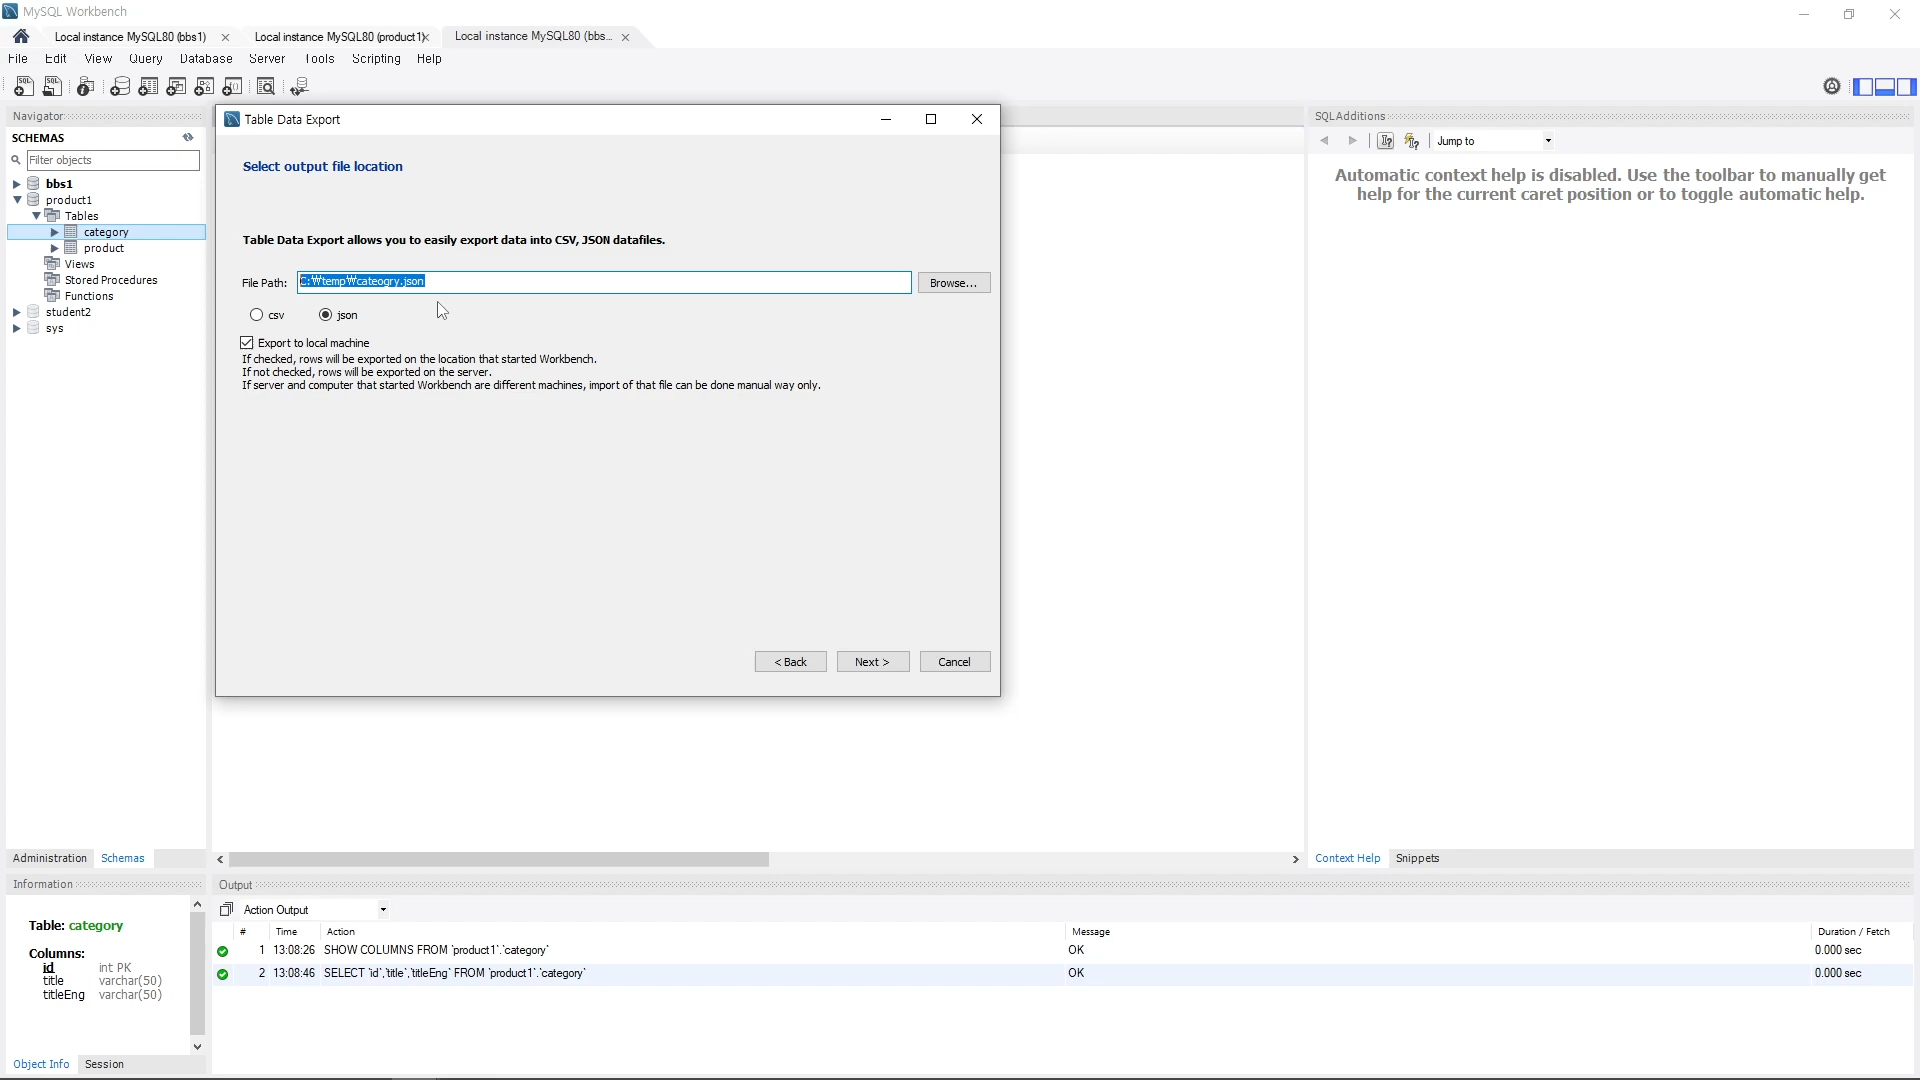 MySQL Workbench
Local instance MySQL80 (bbs1)
Local instance MySQL80 (product1)
Local instance MySQL80 (bbs...
File Edit View Query Database Server Tools Scripting Help
Navigator
SCHEMAS
Filter objects
bbs1
product1
Tables
category
product
Views
Stored Procedures
Functions
student2
sys
Administration Schemas
Information
Table: category
Columns:
id int PK
title varchar(50)
titleEng varchar(50)
Object Info Session
Table Data Export
Select output file location
Table Data Export allows you to easily export data into CSV, JSON datafiles.
File Path: C:₩temp₩cateogry.json Browse...
csv json
Export to local machine
If checked, rows will be exported on the location that started Workbench.
If not checked, rows will be exported on the server.
If server and computer that started Workbench are different machines, import of that file can be done manual way only.
< Back Next > Cancel
SQLAdditions
Jump to
Automatic context help is disabled. Use the toolbar to manually get
help for the current caret position or to toggle automatic help.
Context Help Snippets
Output
Action Output
# Time Action Message Duration / Fetch
1 13:08:26 SHOW COLUMNS FROM `product1`.`category` OK 0.000 sec
2 13:08:46 SELECT `id`,`title`,`titleEng` FROM `product1`.`category` OK 0.000 sec